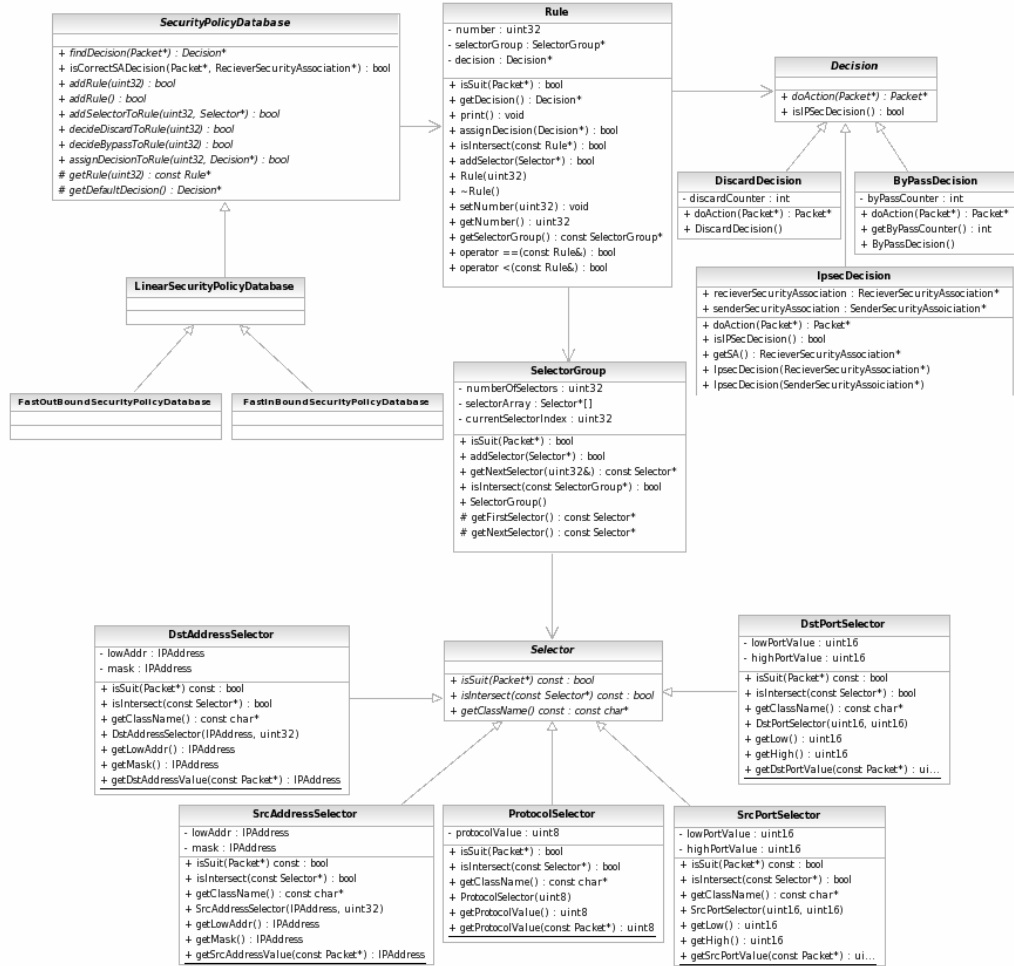 SecurityPolicyDatabase
+ findDecision(Packet*) : Decision*
+ isCorrectSADecision(Packet*, RecieverSecurityAssociation*) : bool
+ addRule(uint32) : bool
+ addRule() : bool
+ addSelectorToRule(uint32, Selector*) : bool
+ decideDiscardToRule(uint32) : bool
+ decideBypassToRule(uint32) : bool
+ assignDecisionToRule(uint32, Decision*) : bool
# getRule(uint32) : const Rule*
# getDefaultDecision() : Decision*
Rule
- number : uint32
- selectorGroup : SelectorGroup*
- decision : Decision*
+ isSuit(Packet*) : bool
+ getDecision() : Decision*
+ print() : void
+ assignDecision(Decision*) : bool
+ isIntersect(const Rule*) : bool
+ addSelector(Selector*) : bool
+ Rule(uint32)
+ ~Rule()
+ setNumber(uint32) : void
+ getNumber() : uint32
+ getSelectorGroup() : const SelectorGroup*
+ operator ==(const Rule&) : bool
+ operator <(const Rule&) : bool
Decision
+ doAction(Packet*) : Packet*
+ isIPSecDecision() : bool
DiscardDecision
- discardCounter : int
+ doAction(Packet*) : Packet*
+ DiscardDecision()
ByPassDecision
- byPassCounter : int
+ doAction(Packet*) : Packet*
+ getByPassCounter() : int
+ ByPassDecision()
IpsecDecision
+ recieverSecurityAssociation : RecieverSecurityAssociation*
+ senderSecurityAssociation : SenderSecurityAssoiciation*
+ doAction(Packet*) : Packet*
+ isIPSecDecision() : bool
+ getSA() : RecieverSecurityAssociation*
+ IpsecDecision(RecieverSecurityAssociation*)
+ IpsecDecision(SenderSecurityAssoiciation*)
LinearSecurityPolicyDatabase
FastOutBoundSecurityPolicyDatabase
FastInBoundSecurityPolicyDatabase
SelectorGroup
- numberOfSelectors : uint32
- selectorArray : Selector*[]
- currentSelectorIndex : uint32
+ isSuit(Packet*) : bool
+ addSelector(Selector*) : bool
+ getNextSelector(uint32&) : const Selector*
+ isIntersect(const SelectorGroup*) : bool
+ SelectorGroup()
# getFirstSelector() : const Selector*
# getNextSelector() : const Selector*
DstAddressSelector
- lowAddr : IPAddress
- mask : IPAddress
+ isSuit(Packet*) const : bool
+ isIntersect(const Selector*) : bool
+ getClassName() : const char*
+ DstAddressSelector(IPAddress, uint32)
+ getLowAddr() : IPAddress
+ getMask() : IPAddress
+ getDstAddressValue(const Packet*) : IPAddress
Selector
+ isSuit(Packet*) const : bool
+ isIntersect(const Selector*) const : bool
+ getClassName() const : const char*
DstPortSelector
- lowPortValue : uint16
- highPortValue : uint16
+ isSuit(Packet*) const : bool
+ isIntersect(const Selector*) : bool
+ getClassName() : const char*
+ DstPortSelector(uint16, uint16)
+ getLow() : uint16
+ getHigh() : uint16
+ getDstPortValue(const Packet*) : ui...
SrcAddressSelector
- lowAddr : IPAddress
- mask : IPAddress
+ isSuit(Packet*) const : bool
+ isIntersect(const Selector*) : bool
+ getClassName() : const char*
+ SrcAddressSelector(IPAddress, uint32)
+ getLowAddr() : IPAddress
+ getMask() : IPAddress
+ getSrcAddressValue(const Packet*) : IPAddress
ProtocolSelector
- protocolValue : uint8
+ isSuit(Packet*) : bool
+ isIntersect(const Selector*) : bool
+ getClassName() : const char*
+ ProtocolSelector(uint8)
+ getProtocolValue() : uint8
+ getProtocolValue(const Packet*) : uint8
SrcPortSelector
- lowPortValue : uint16
- highPortValue : uint16
+ isSuit(Packet*) const : bool
+ isIntersect(const Selector*) : bool
+ getClassName() : const char*
+ SrcPortSelector(uint16, uint16)
+ getLow() : uint16
+ getHigh() : uint16
+ getSrcPortValue(const Packet*) : ui...